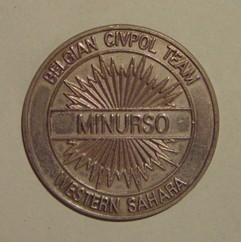 BELGIAN CIVPOL TEAM
MINURSO
WESTERN SAHARA